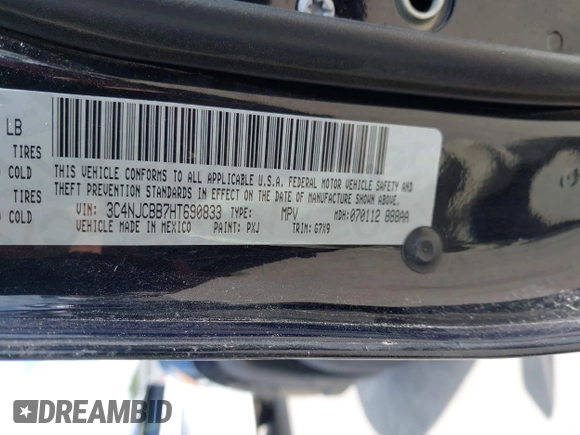 LB
TIRES
COLD
TIRES
COLD
THIS VEHICLE CONFORMS TO ALL APPLICABLE U.S.A. FEDERAL MOTOR VEHICLE SAFETY AND
THEFT PREVENTION STANDARDS IN EFFECT ON THE DATE OF MANUFACTURE SHOWN ABOVE.
VIN: 3C4NJCBB7HT690833 TYPE: MPV MDH: 070112 888AA
VEHICLE MADE IN MEXICO PAINT: PXJ TRIM: G7X9
DREAMBID